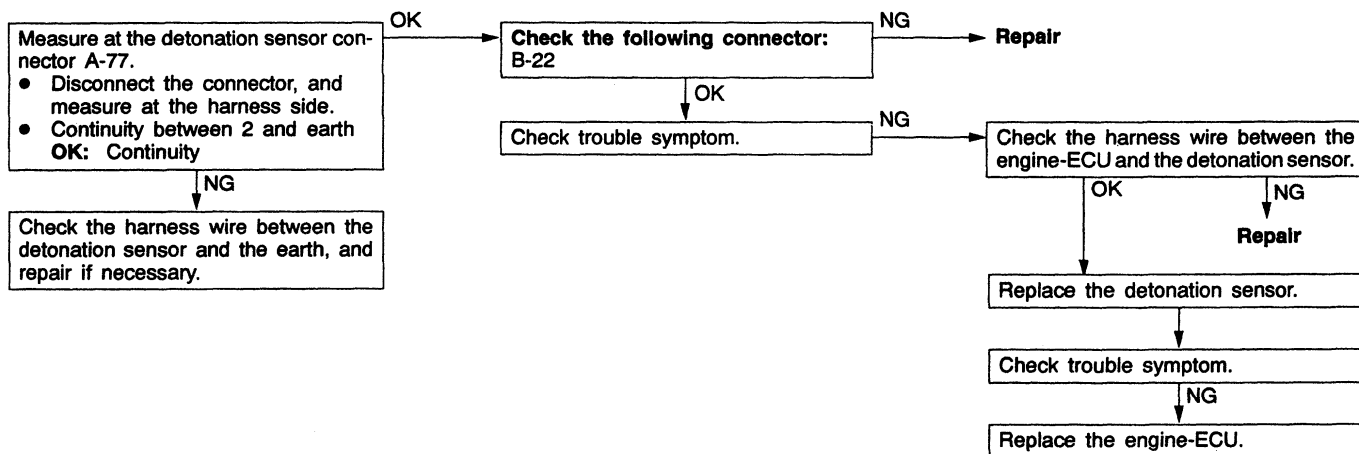 Measure at the detonation sensor con-
nector A-77.
● Disconnect the connector, and
measure at the harness side.
● Continuity between 2 and earth
OK: Continuity
OK
Check the following connector:
B-22
NG
Repair
OK
Check trouble symptom.
NG
Check the harness wire between the
engine-ECU and the detonation sensor.
NG
Check the harness wire between the
detonation sensor and the earth, and
repair if necessary.
OK
NG
Repair
Replace the detonation sensor.
Check trouble symptom.
NG
Replace the engine-ECU.